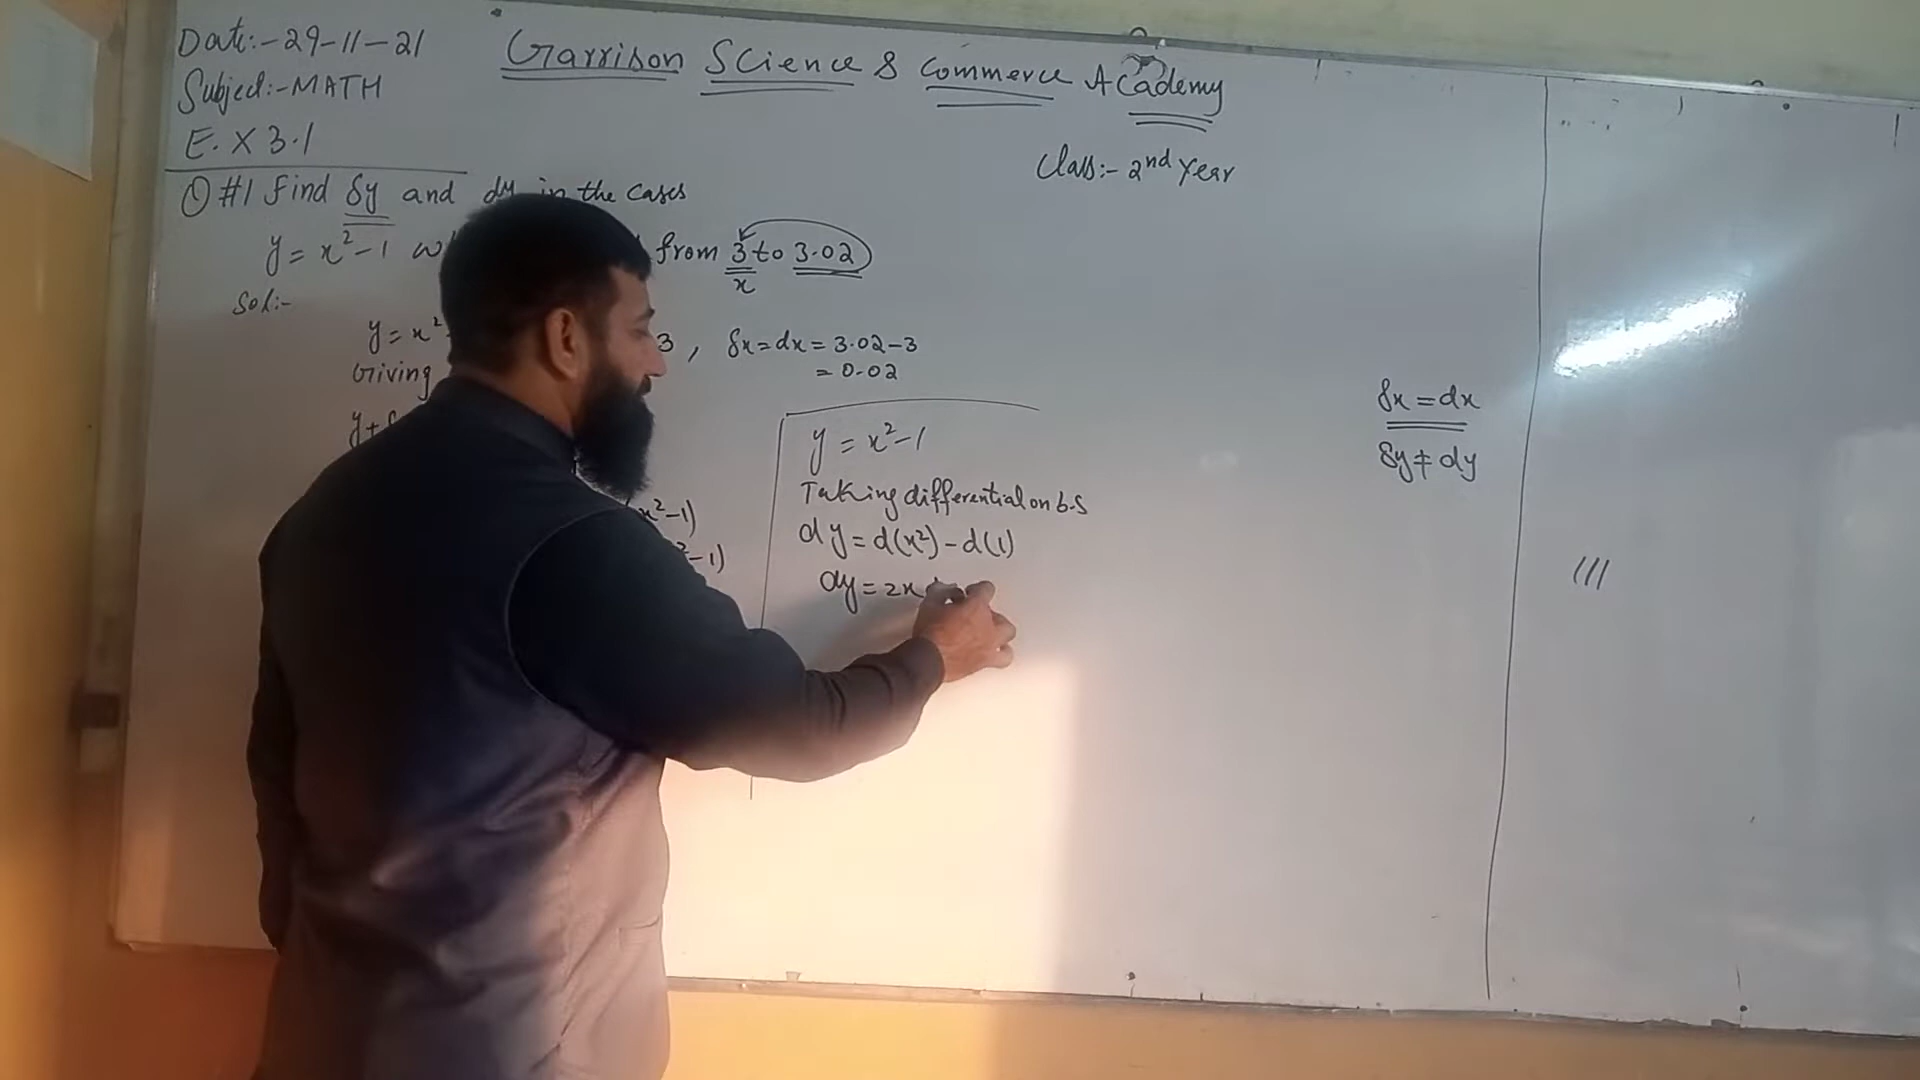 Date:-29-11-21
Garrison Science & Commerce Academy
Subject:-MATH
E.X 3.1
Class:- 2nd Year
Q #1 Find δy and dy in the cases
y = x²-1 from 3 to 3.02
x
Sol:-
y = x² 3 , δx = dx = 3.02-3
= 0.02
Giving
y+
y = x²-1
Taking differential on b.s
dy = d(x²) - d(1)
dy = 2x
x²-1)
-1)
δx = dx
δy ≠ dy
///